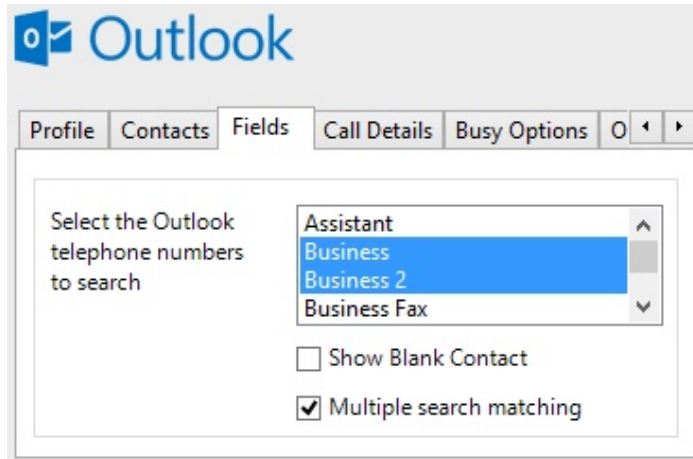 Outlook
Profile Contacts Fields Call Details Busy Options O
Select the Outlook
telephone numbers
to search
Assistant
Business
Business 2
Business Fax
Show Blank Contact
Multiple search matching